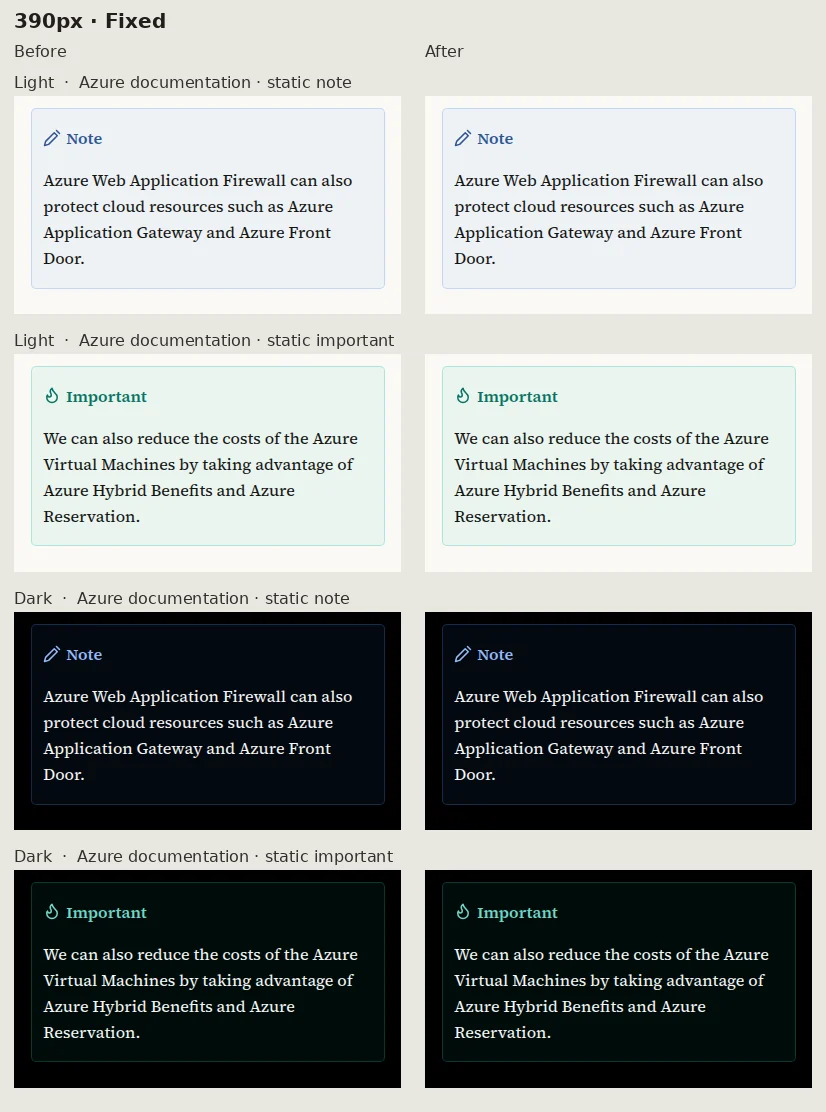 390px · Fixed
Before
After
Light · Azure documentation · static note
Note
Azure Web Application Firewall can also
protect cloud resources such as Azure
Application Gateway and Azure Front
Door.
Note
Azure Web Application Firewall can also
protect cloud resources such as Azure
Application Gateway and Azure Front
Door.
Light · Azure documentation · static important
Important
We can also reduce the costs of the Azure
Virtual Machines by taking advantage of
Azure Hybrid Benefits and Azure
Reservation.
Important
We can also reduce the costs of the Azure
Virtual Machines by taking advantage of
Azure Hybrid Benefits and Azure
Reservation.
Dark · Azure documentation · static note
Note
Azure Web Application Firewall can also
protect cloud resources such as Azure
Application Gateway and Azure Front
Door.
Note
Azure Web Application Firewall can also
protect cloud resources such as Azure
Application Gateway and Azure Front
Door.
Dark · Azure documentation · static important
Important
We can also reduce the costs of the Azure
Virtual Machines by taking advantage of
Azure Hybrid Benefits and Azure
Reservation.
Important
We can also reduce the costs of the Azure
Virtual Machines by taking advantage of
Azure Hybrid Benefits and Azure
Reservation.